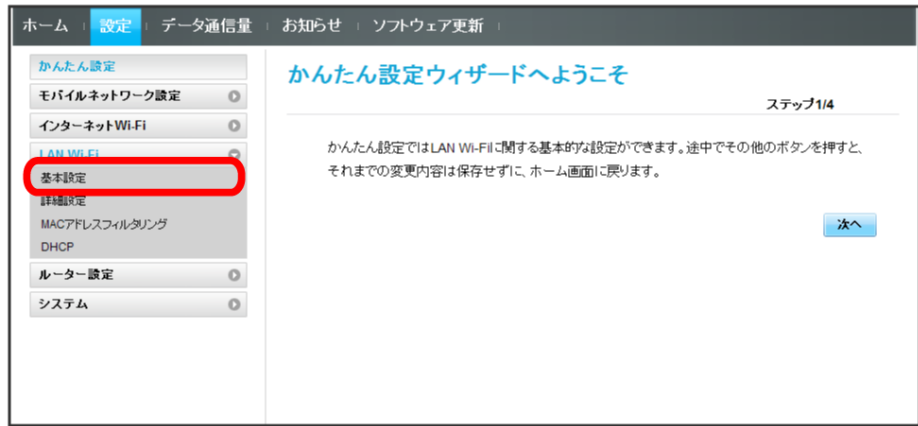 ホーム 設定 データ通信量 お知らせ ソフトウェア更新
かんたん設定
モバイルネットワーク設定
インターネットWi-Fi
LAN Wi-Fi
基本設定
詳細設定
MACアドレスフィルタリング
DHCP
ルーター設定
システム
かんたん設定ウィザードへようこそ
ステップ1/4
かんたん設定ではLAN Wi-Fiに関する基本的な設定ができます。途中でその他のボタンを押すと、
それまでの変更内容は保存せずに、ホーム画面に戻ります。
次へ